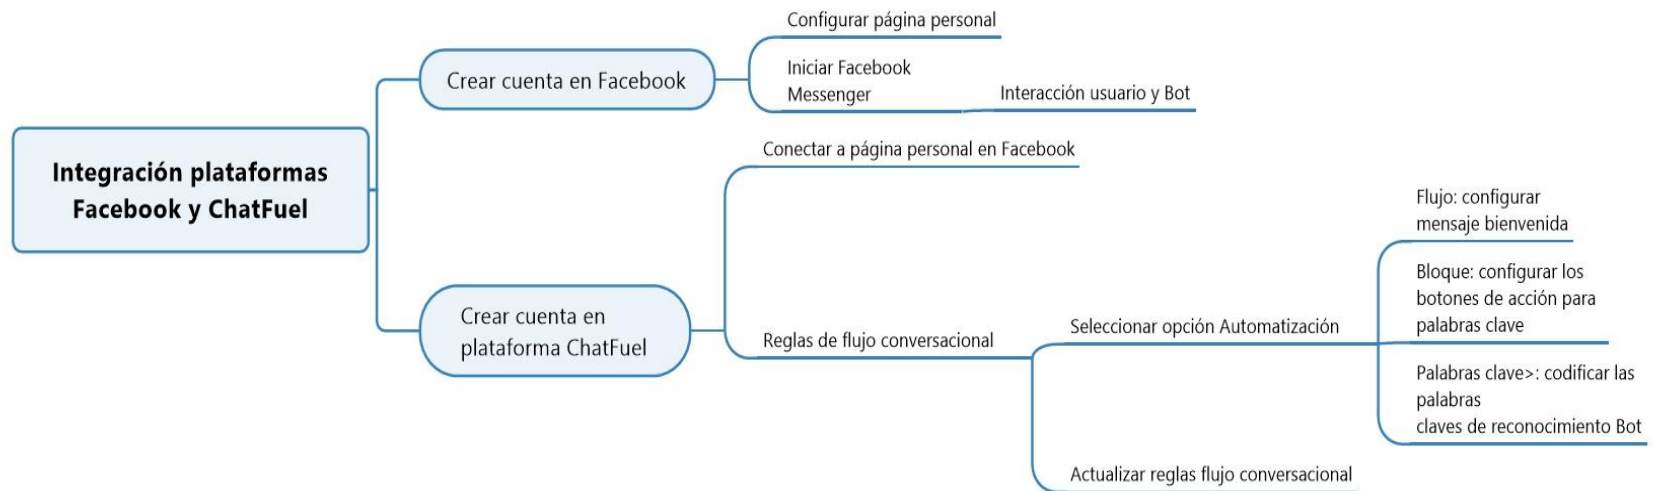 Integración plataformas
Facebook y ChatFuel
Crear cuenta en Facebook
Configurar página personal
Iniciar Facebook
Messenger
Interacción usuario y Bot
Crear cuenta en
plataforma ChatFuel
Conectar a página personal en Facebook
Reglas de flujo conversacional
Seleccionar opción Automatización
Flujo: configurar
mensaje bienvenida
Bloque: configurar los
botones de acción para
palabras clave
Palabras clave>: codificar las
palabras
claves de reconocimiento Bot
Actualizar reglas flujo conversacional